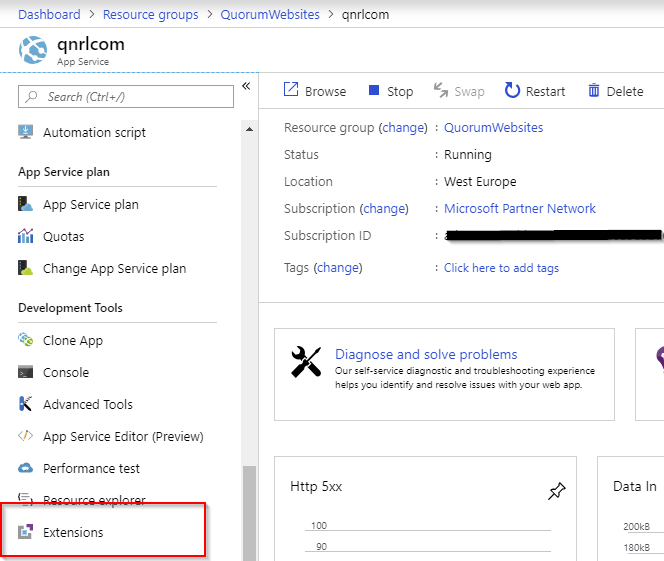 Dashboard > Resource groups > QuorumWebsites > qnrlcom
qnrlcom
App Service
Search (Ctrl+/)
«
Automation script
App Service plan
App Service plan
Quotas
Change App Service plan
Development Tools
Clone App
Console
Advanced Tools
App Service Editor (Preview)
Performance test
Resource explorer
Extensions
Browse Stop Swap Restart Delete
Resource group (change) : QuorumWebsites
Status : Running
Location : West Europe
Subscription (change) : Microsoft Partner Network
Subscription ID :
Tags (change) : Click here to add tags
Diagnose and solve problems
Our self-service diagnostic and troubleshooting experience
helps you identify and resolve issues with your web app.
Http 5xx
100
90
Data In
200kB
180kB